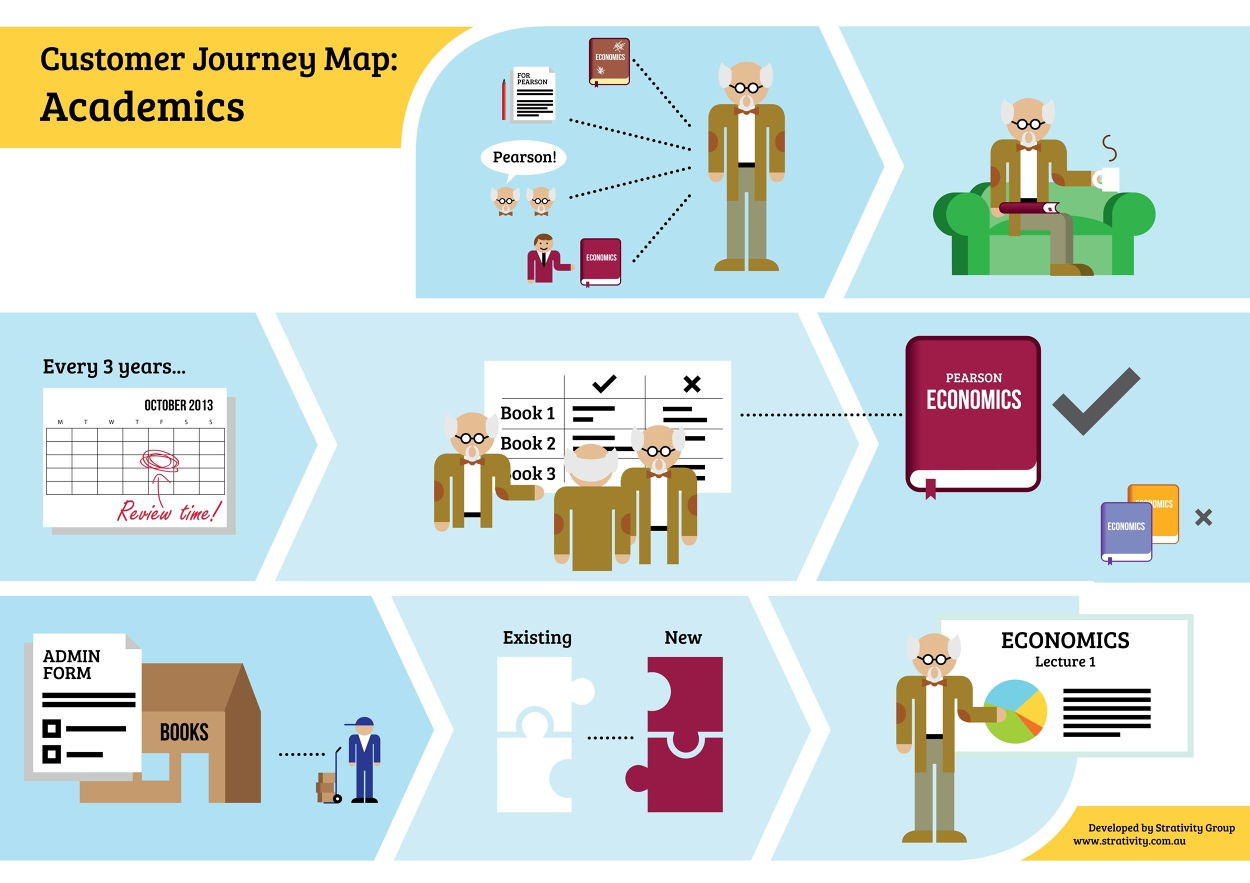 Customer Journey Map:
Academics
ECONOMICS
FOR
PEARSON
Pearson!
ECONOMICS
Every 3 years...
OCTOBER 2013
M T W T F S S
Review time!
Book 1
Book 2
ook 3
PEARSON
ECONOMICS
ONOMICS
ECONOMICS
ADMIN
FORM
BOOKS
Existing
New
ECONOMICS
Lecture 1
Developed by Strativity Group
www.strativity.com.au